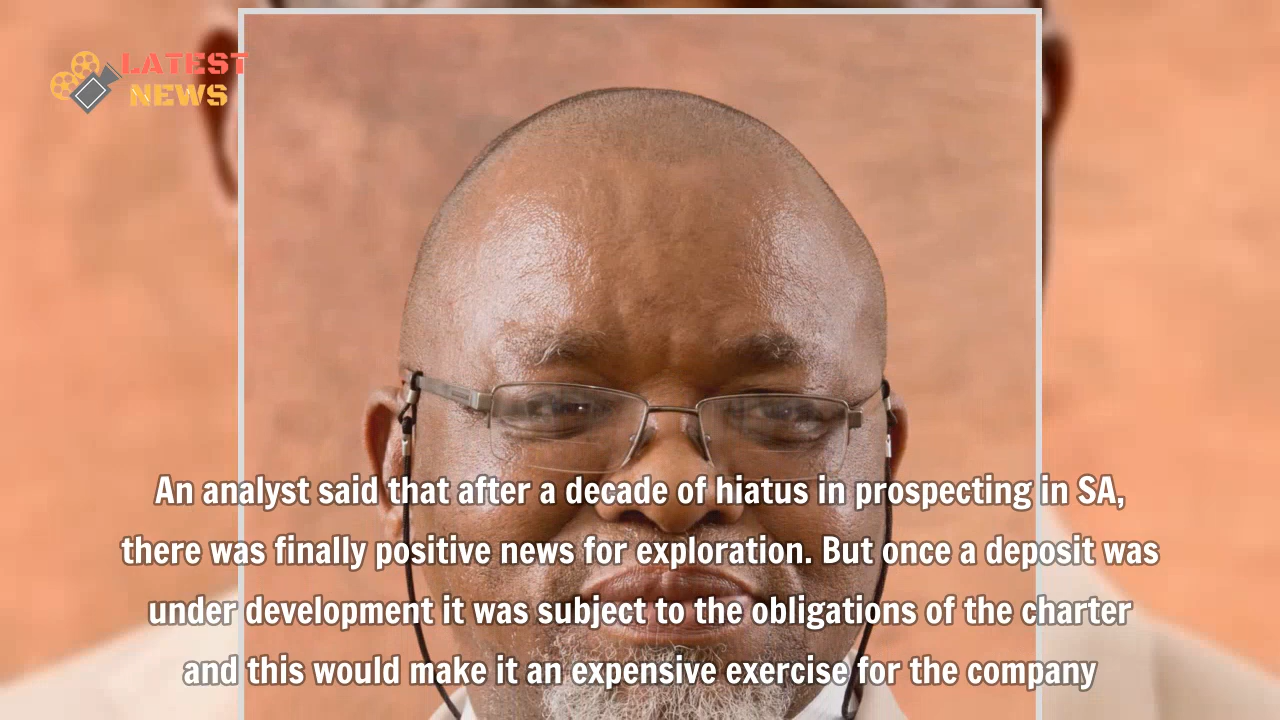 LATEST
NEWS
An analyst said that after a decade of hiatus in prospecting in SA,
there was finally positive news for exploration. But once a deposit was
under development it was subject to the obligations of the charter
and this would make it an expensive exercise for the company